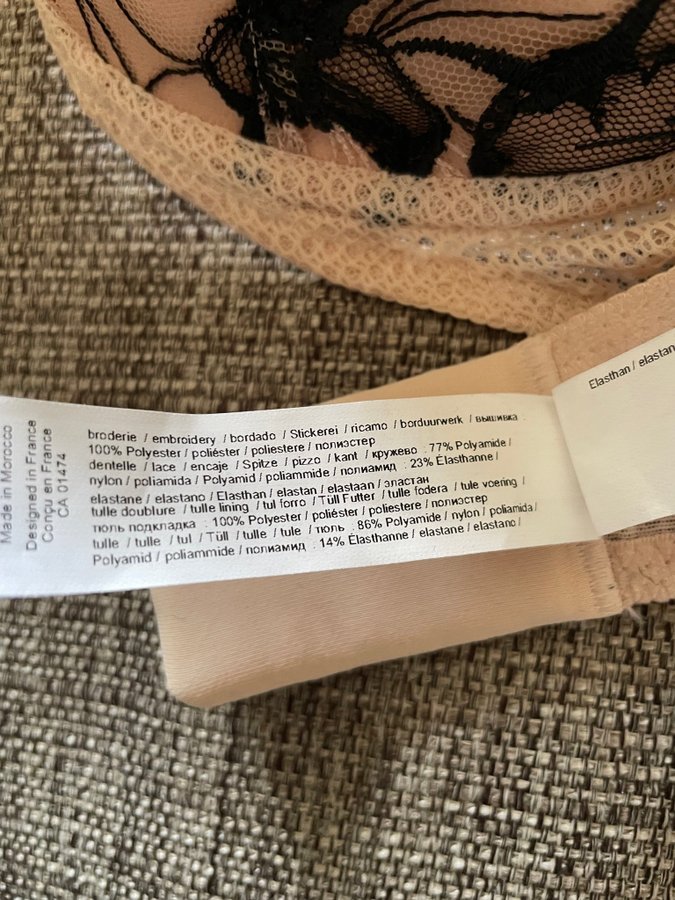 Made in Morocco
Designed in France
Conçu en France
CA 01474
broderie / embroidery / bordado / Stickerei / ricamo / borduurwerk / вышивка :
100% Polyester / poliéster / poliestere / полиэстер
dentelle / lace / encaje / Spitze / pizzo / kant / кружево : 77% Polyamide /
nylon / poliamida / Polyamid / poliammide / полиамид : 23% Élasthanne /
elastane / elastano / Elasthan / elastan / elastaan / эластан
tulle doublure / tulle lining / tul forro / Tüll Futter / tulle fodera / tule voering /
тюль подкладка : 100% Polyester / poliéster / poliestere / полиэстер
tulle / tulle / tul / Tüll / tulle / tule / тюль : 86% Polyamide / nylon / poliamida /
Polyamid / poliammide / полиамид : 14% Élasthanne / elastane / elastano /
Elasthan / elastan